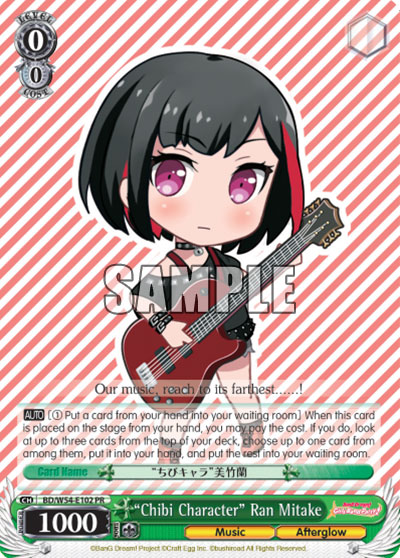 LEVEL
0
0
COST
SAMPLE
Our music, reach to its farthest......!
AUTO [① Put a card from your hand into your waiting room] When this card
is placed on the stage from your hand, you may pay the cost. If you do, look
at up to three cards from the top of your deck, choose up to one card from
among them, put it into your hand, and put the rest into your waiting room.
Card Name
"ちびキャラ"美竹蘭
CH BD/W54-E102 PR
"Chibi Character" Ran Mitake
POWER
1000
Music
Afterglow
©BanG Dream! Project ©Craft Egg Inc. ©bushiroad All Rights Reserved.